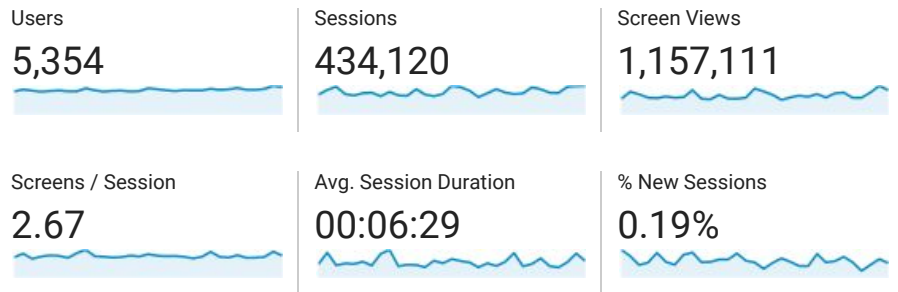 Users
5,354
Sessions
434,120
Screen Views
1,157,111
Screens / Session
2.67
Avg. Session Duration
00:06:29
% New Sessions
0.19%